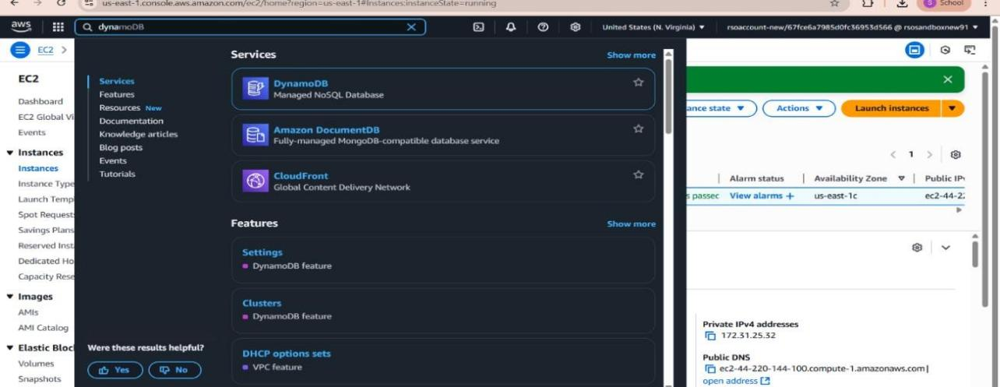 us-east-1.console.aws.amazon.com/ec2/home?region=us-east-1#Instances:instanceState=running
School
aws
dynamoDB
United States (N. Virginia)
rsoaccount-new/67fce6a7985d0fc36953d566 @ rsosandboxnew91
EC2
EC2
Dashboard
EC2 Global Vi
Events
Instances
Instances
Instance Type
Launch Temp
Spot Request
Savings Plans
Reserved Inst
Dedicated Ho
Capacity Rese
Images
AMIs
AMI Catalog
Elastic Bloc
Volumes
Snapshots
Services
Features
Resources New
Documentation
Knowledge articles
Blog posts
Events
Tutorials
Were these results helpful?
Yes
No
Services
Show more
DynamoDB
Managed NoSQL Database
Amazon DocumentDB
Fully-managed MongoDB-compatible database service
CloudFront
Global Content Delivery Network
Features
Show more
Settings
DynamoDB feature
Clusters
DynamoDB feature
DHCP options sets
VPC feature
ance state
Actions
Launch instances
1
Alarm status
Availability Zone
Public IPv
s passec
View alarms +
us-east-1c
ec2-44-22
Private IPv4 addresses
172.31.25.32
Public DNS
ec2-44-220-144-100.compute-1.amazonaws.com |
open address